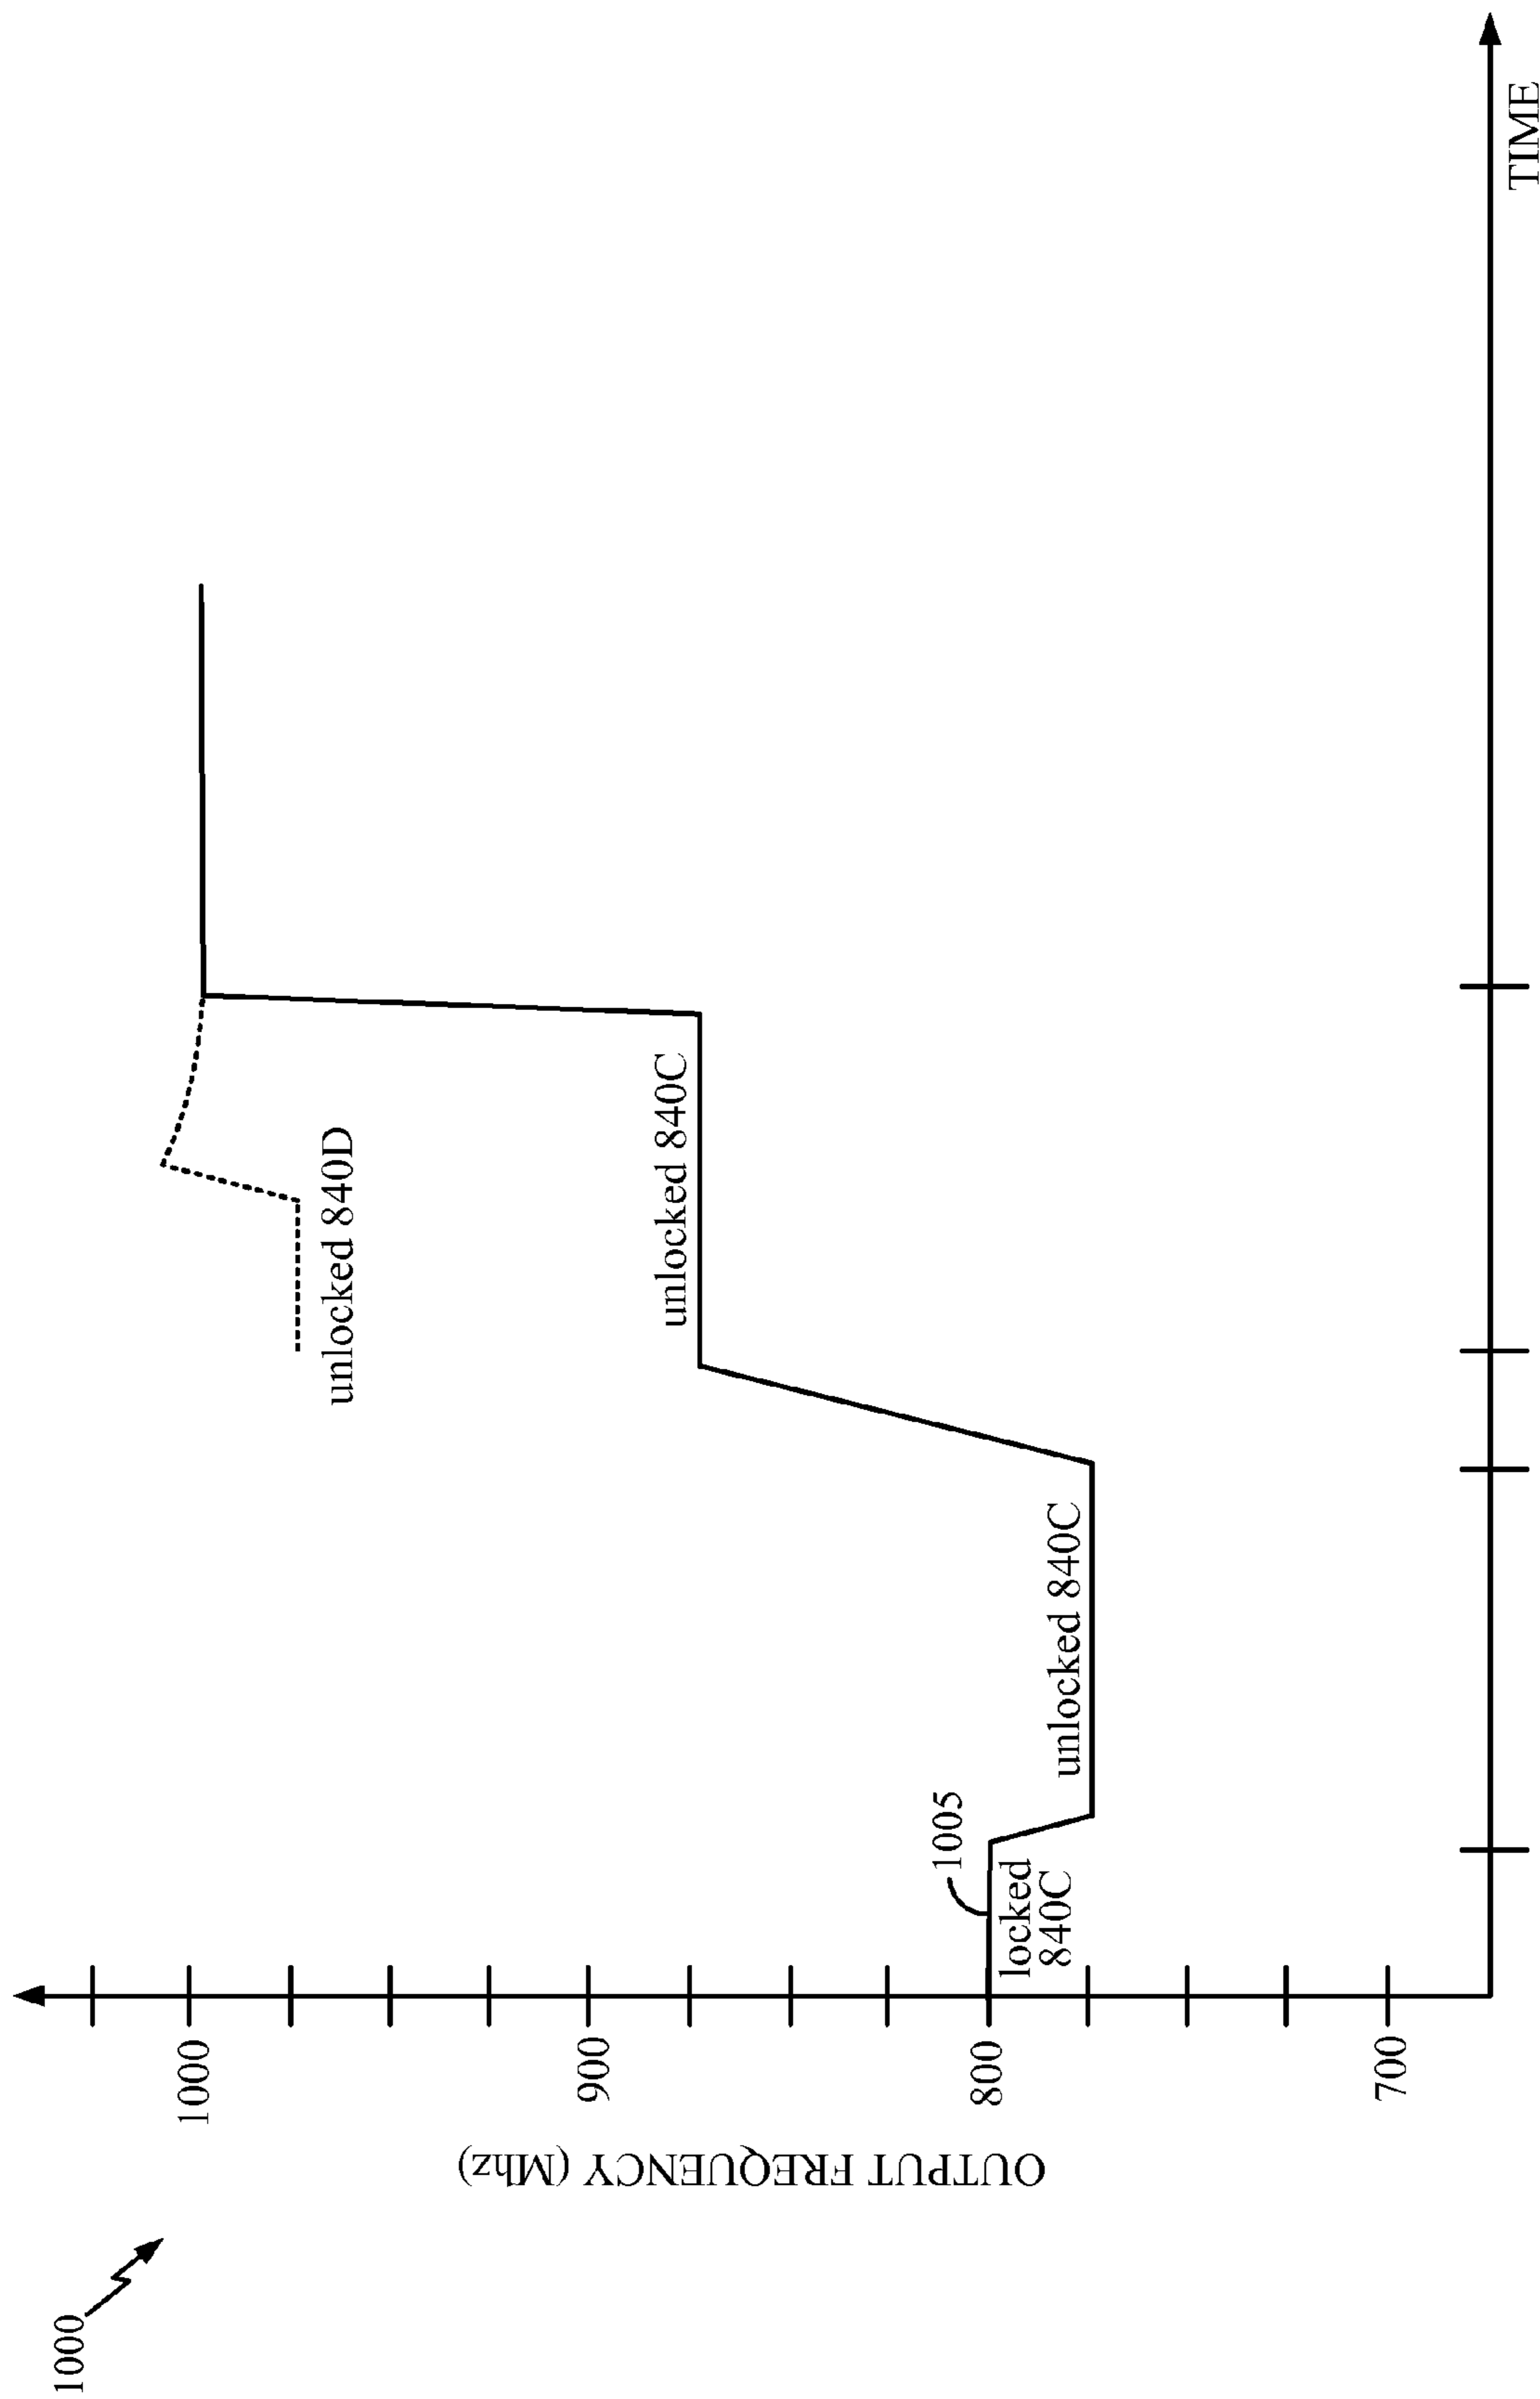 1000
OUTPUT FREQUENCY (Mhz)
1000
900
800
700
unlocked 840D
unlocked 840C
1005
locked
840C
unlocked 840C
TIME